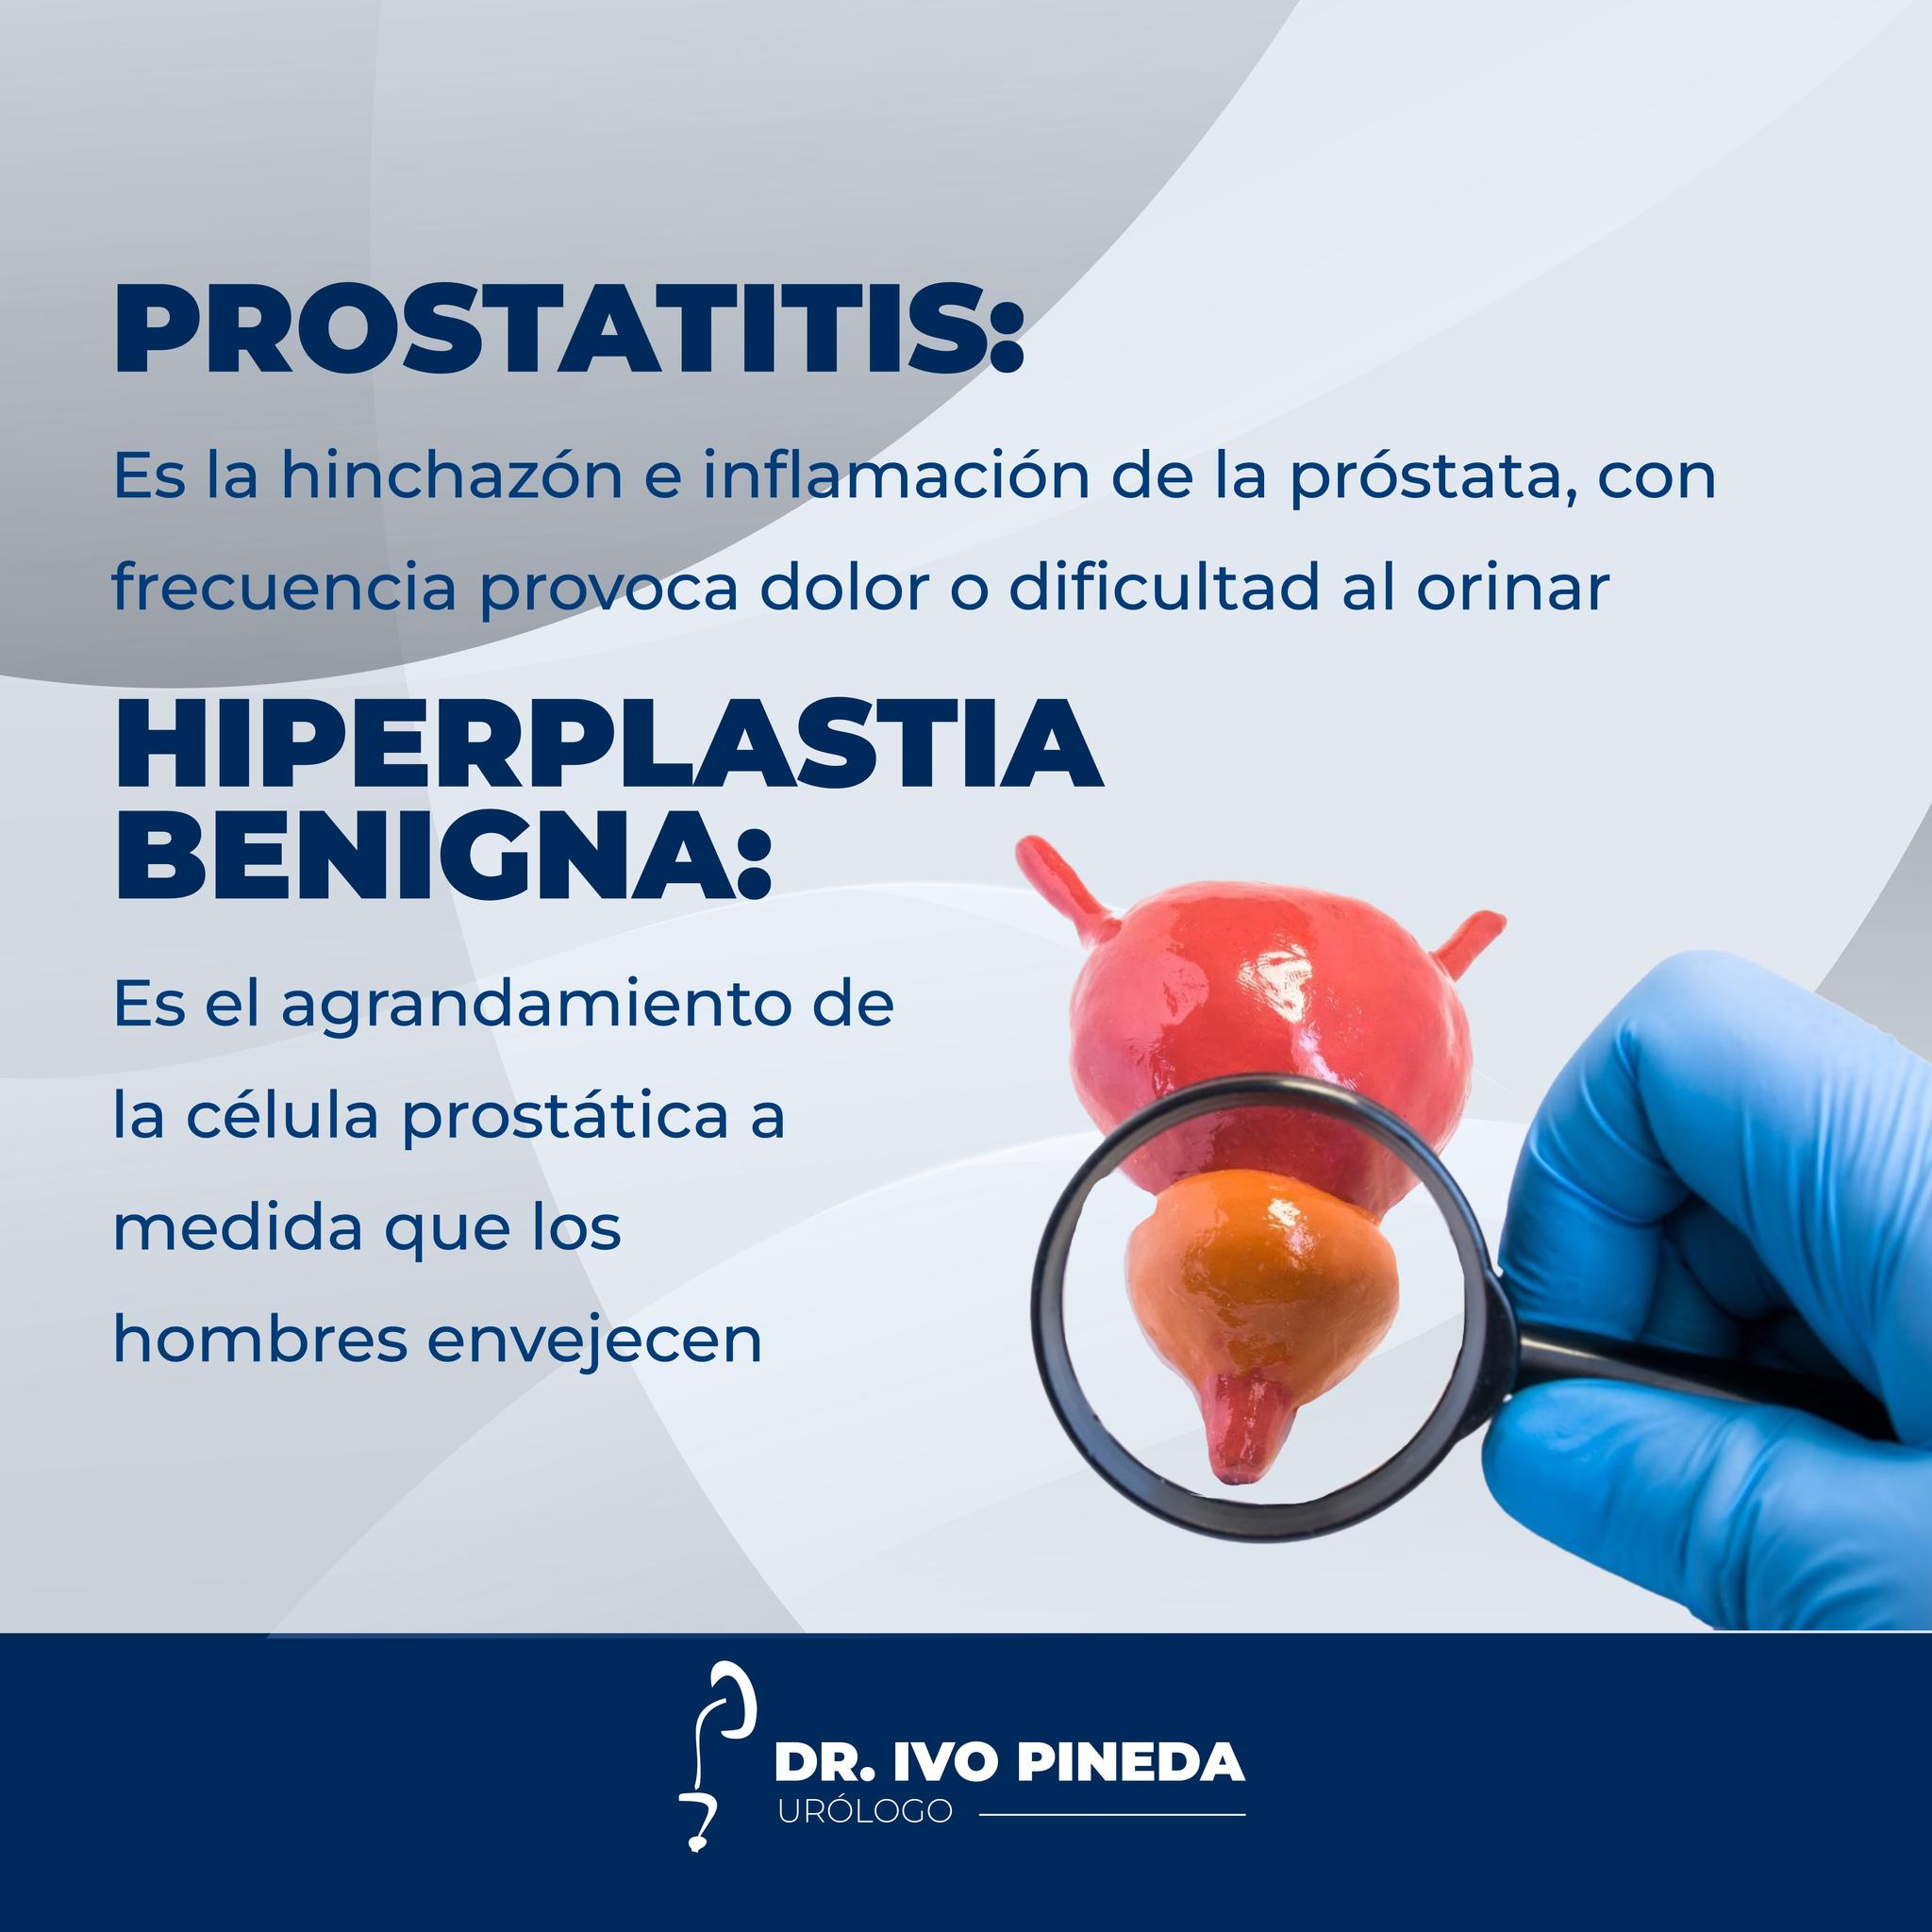 PROSTATITIS:
Es la hinchazón e inflamación de la próstata, con
frecuencia provoca dolor o dificultad al orinar
HIPERPLASTIA
BENIGNA:
Es el agrandamiento de
la célula prostática a
medida que los
hombres envejecen
DR. IVO PINEDA
URÓLOGO